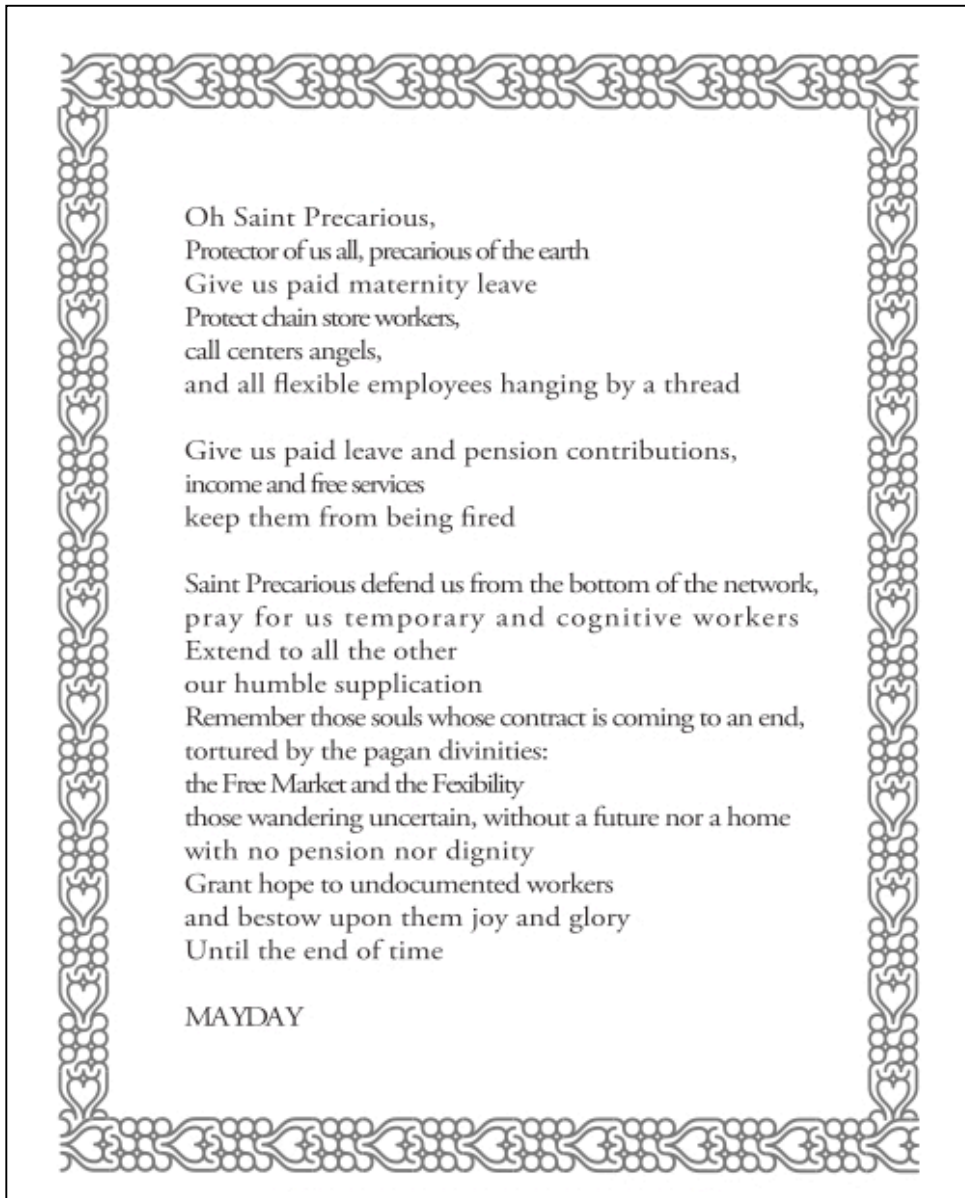 Oh Saint Precarious,
Protector of us all, precarious of the earth
Give us paid maternity leave
Protect chain store workers,
call centers angels,
and all flexible employees hanging by a thread
Give us paid leave and pension contributions,
income and free services
keep them from being fired
Saint Precarious defend us from the bottom of the network,
pray for us temporary and cognitive workers
Extend to all the other
our humble supplication
Remember those souls whose contract is coming to an end,
tortured by the pagan divinities:
the Free Market and the Fexibility
those wandering uncertain, without a future nor a home
with no pension nor dignity
Grant hope to undocumented workers
and bestow upon them joy and glory
Until the end of time
MAYDAY